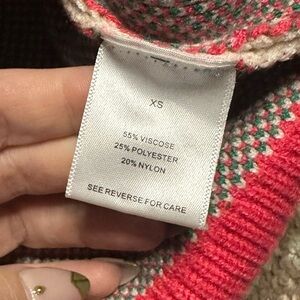 XS
55% VISCOSE
25% POLYESTER
20% NYLON
SEE REVERSE FOR CARE